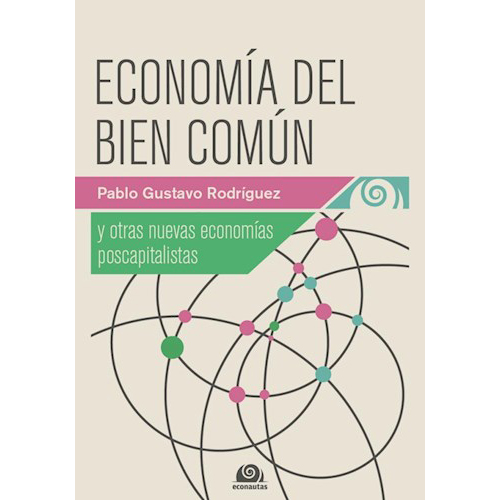 ECONOMÍA DEL
BIEN COMÚN
Pablo Gustavo Rodríguez
y otras nuevas economías
poscapitalistas
econautas